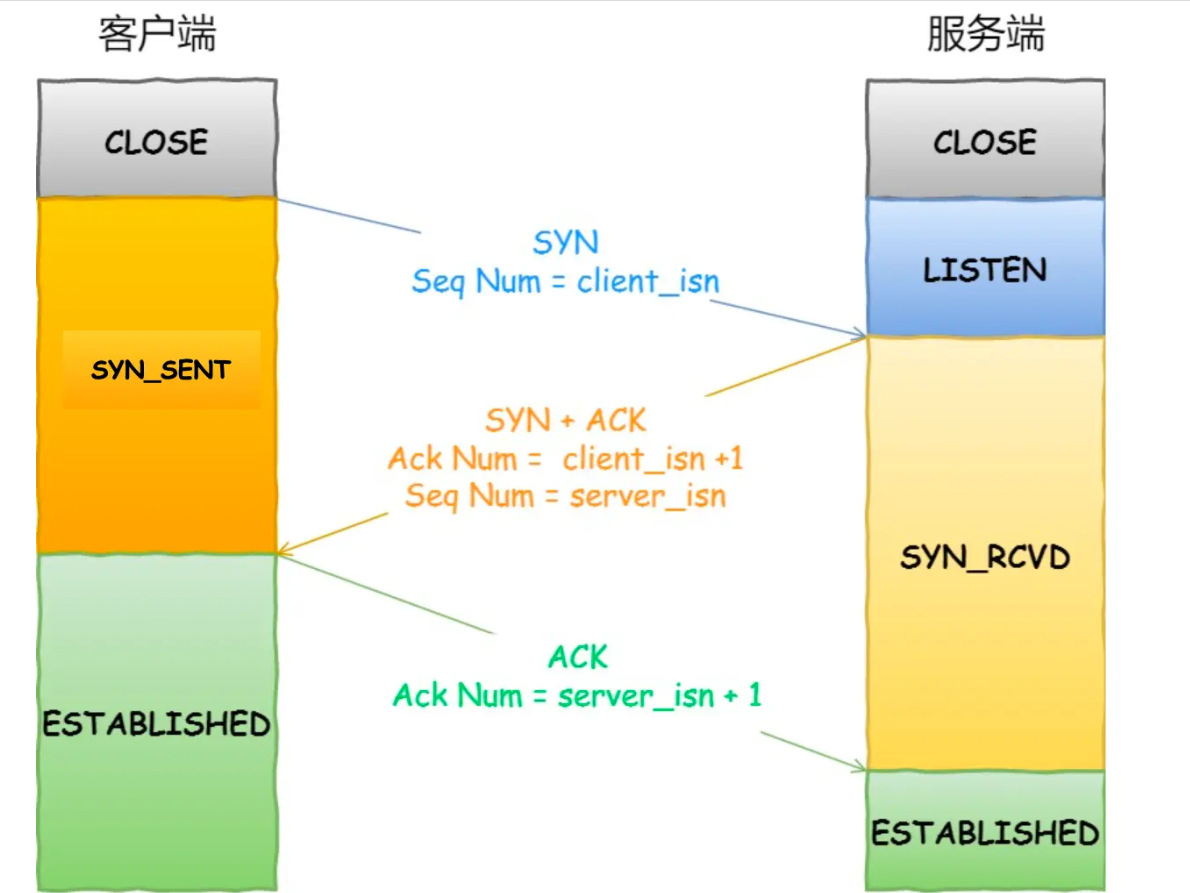 客户端
服务端
CLOSE
CLOSE
SYN
Seq Num = client_isn
LISTEN
SYN_SENT
SYN + ACK
Ack Num =  client_isn +1
Seq Num = server_isn
SYN_RCVD
ACK
Ack Num = server_isn + 1
ESTABLISHED
ESTABLISHED